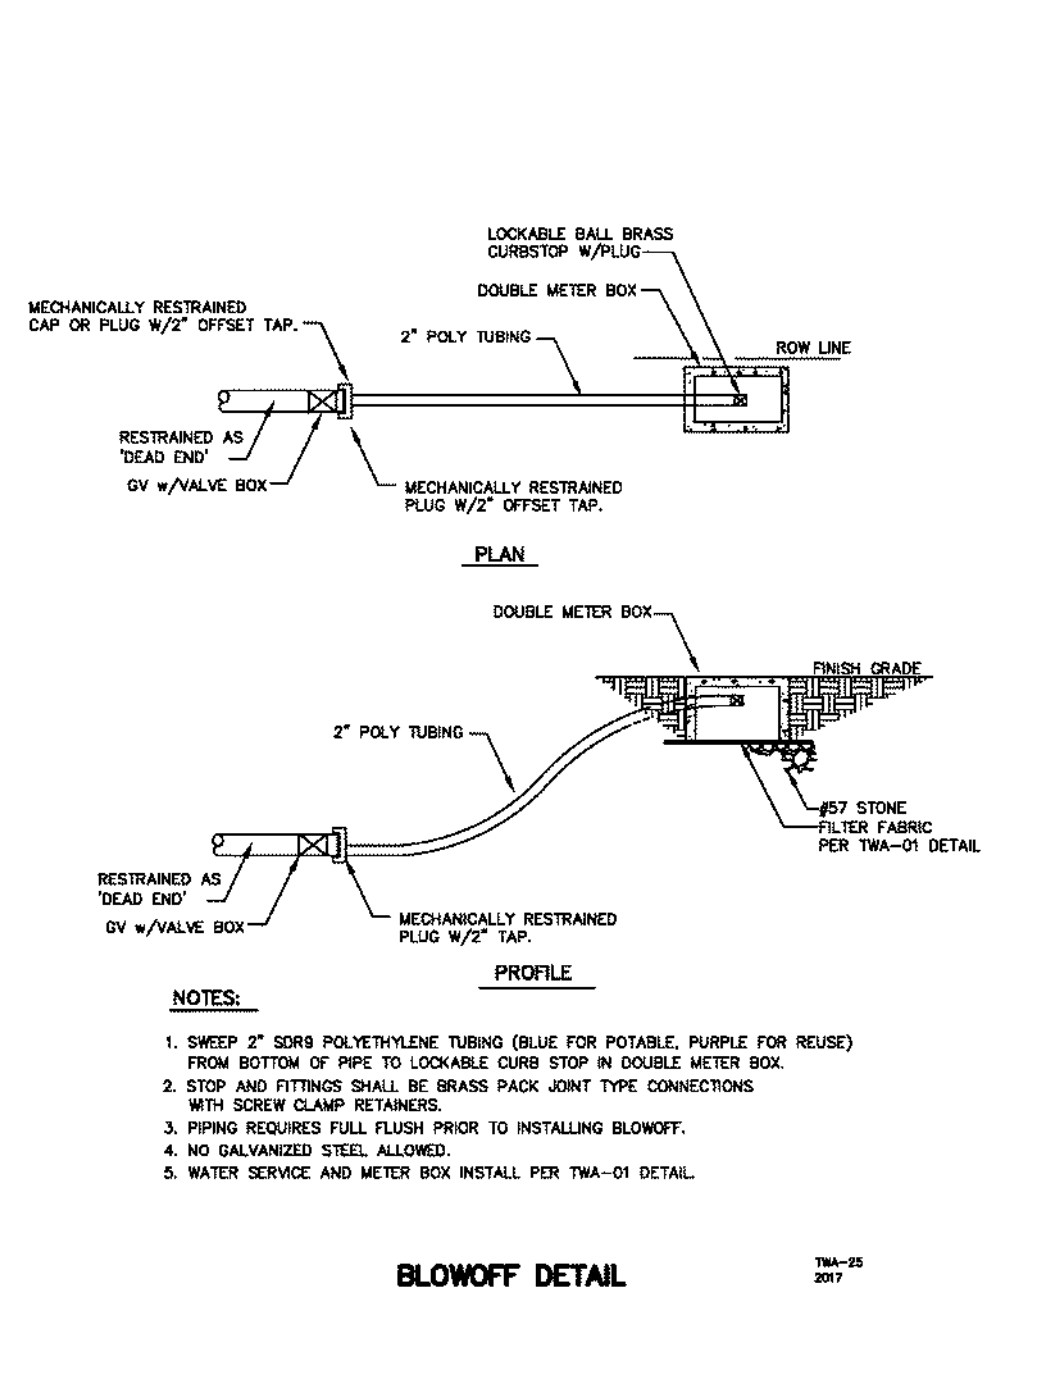 LOCKABLE BALL BRASS
CURBSTOP W/PLUG
DOUBLE METER BOX
MECHANICALLY RESTRAINED
CAP OR PLUG W/2" OFFSET TAP.
2" POLY TUBING
ROW LINE
RESTRAINED AS
'DEAD END'
GV w/VALVE BOX
MECHANICALLY RESTRAINED
PLUG W/2" OFFSET TAP.
PLAN
DOUBLE METER BOX
FINISH GRADE
2" POLY TUBING
#57 STONE
FILTER FABRIC
PER TWA-01 DETAIL
RESTRAINED AS
'DEAD END'
GV w/VALVE BOX
MECHANICALLY RESTRAINED
PLUG W/2" TAP.
PROFILE
NOTES:
1. SWEEP 2" SDR9 POLYETHYLENE TUBING (BLUE FOR POTABLE, PURPLE FOR REUSE)
FROM BOTTOM OF PIPE TO LOCKABLE CURB STOP IN DOUBLE METER BOX.
2. STOP AND FITTINGS SHALL BE BRASS PACK JOINT TYPE CONNECTIONS
WITH SCREW CLAMP RETAINERS.
3. PIPING REQUIRES FULL FLUSH PRIOR TO INSTALLING BLOWOFF.
4. NO GALVANIZED STEEL ALLOWED.
5. WATER SERVICE AND METER BOX INSTALL PER TWA-01 DETAIL.
BLOWOFF DETAIL
TWA-25
2017